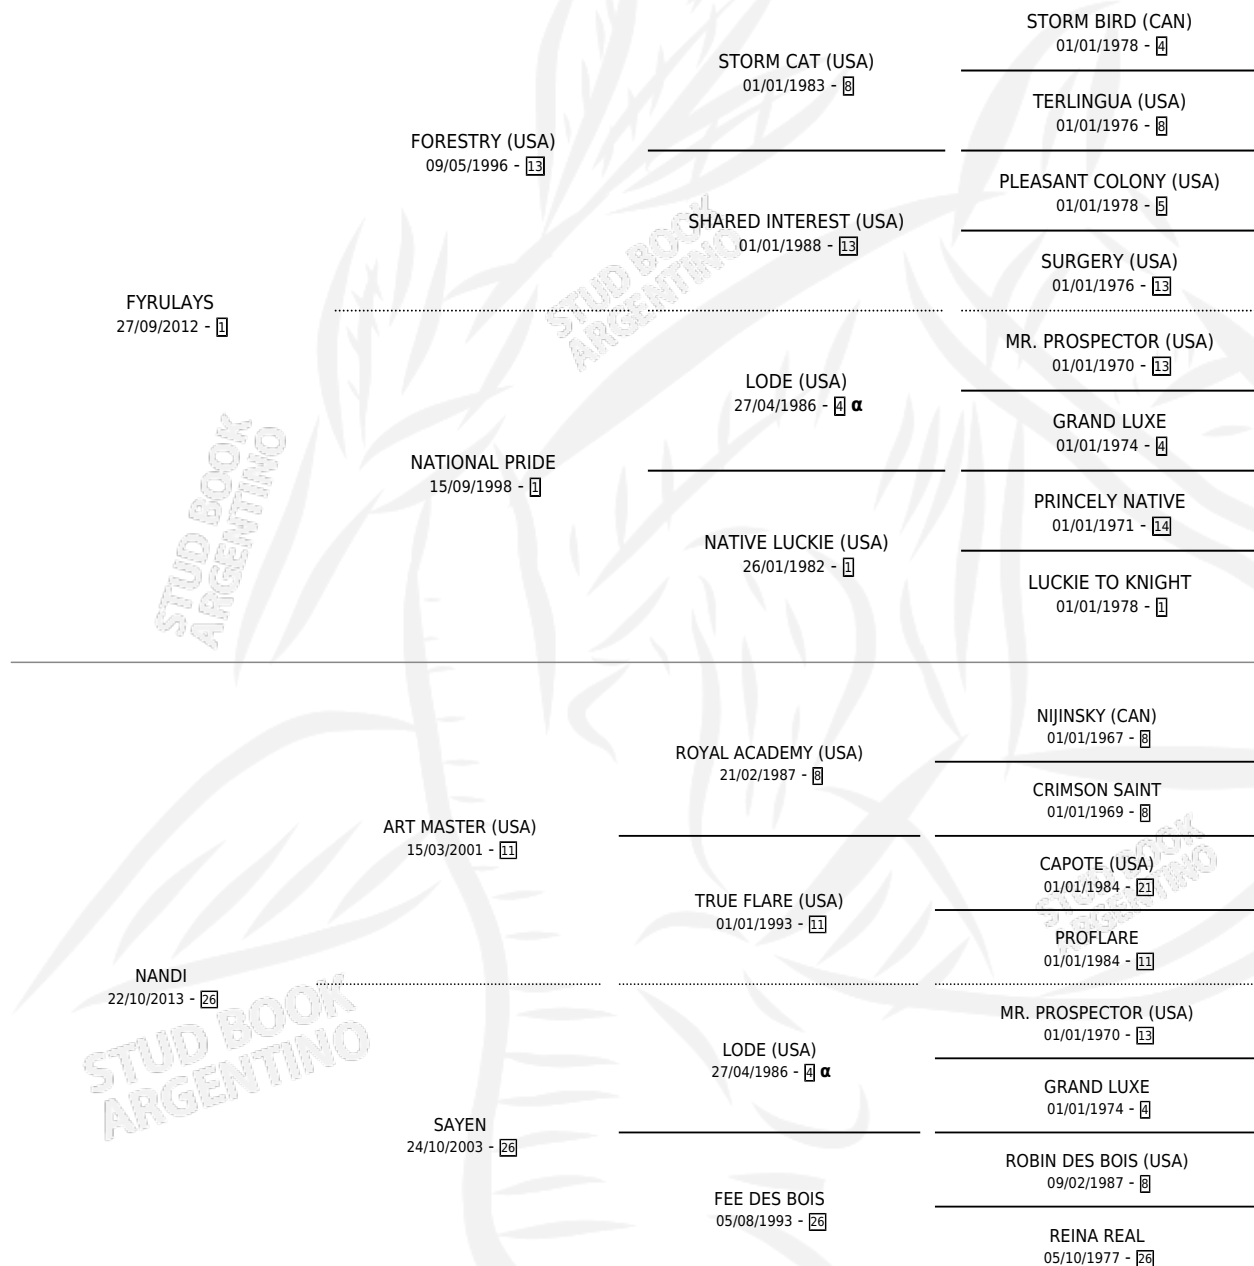 STORM BIRD (CAN)
01/01/1978 - 4
STORM CAT (USA)
01/01/1983 - 8
TERLINGUA (USA)
01/01/1976 - 8
FORESTRY (USA)
09/05/1996 - 13
PLEASANT COLONY (USA)
01/01/1978 - 5
SHARED INTEREST (USA)
01/01/1988 - 13
SURGERY (USA)
01/01/1976 - 13
FYRULAYS
27/09/2012 - 1
MR. PROSPECTOR (USA)
01/01/1970 - 13
LODE (USA)
27/04/1986 - 4 α
GRAND LUXE
01/01/1974 - 4
NATIONAL PRIDE
15/09/1998 - 1
PRINCELY NATIVE
01/01/1971 - 14
NATIVE LUCKIE (USA)
26/01/1982 - 1
LUCKIE TO KNIGHT
01/01/1978 - 1
NIJINSKY (CAN)
01/01/1967 - 8
ROYAL ACADEMY (USA)
21/02/1987 - 8
CRIMSON SAINT
01/01/1969 - 8
ART MASTER (USA)
15/03/2001 - 11
CAPOTE (USA)
01/01/1984 - 21
TRUE FLARE (USA)
01/01/1993 - 11
PROFLARE
01/01/1984 - 11
NANDI
22/10/2013 - 26
MR. PROSPECTOR (USA)
01/01/1970 - 13
LODE (USA)
27/04/1986 - 4 α
GRAND LUXE
01/01/1974 - 4
SAYEN
24/10/2003 - 26
ROBIN DES BOIS (USA)
09/02/1987 - 8
FEE DES BOIS
05/08/1993 - 26
REINA REAL
05/10/1977 - 26
STUD BOOK
ARGENTINO
STUD BOOK
ARGENTINO
STUD BOOK
ARGENTINO
STUD BOOK
ARGENTINO